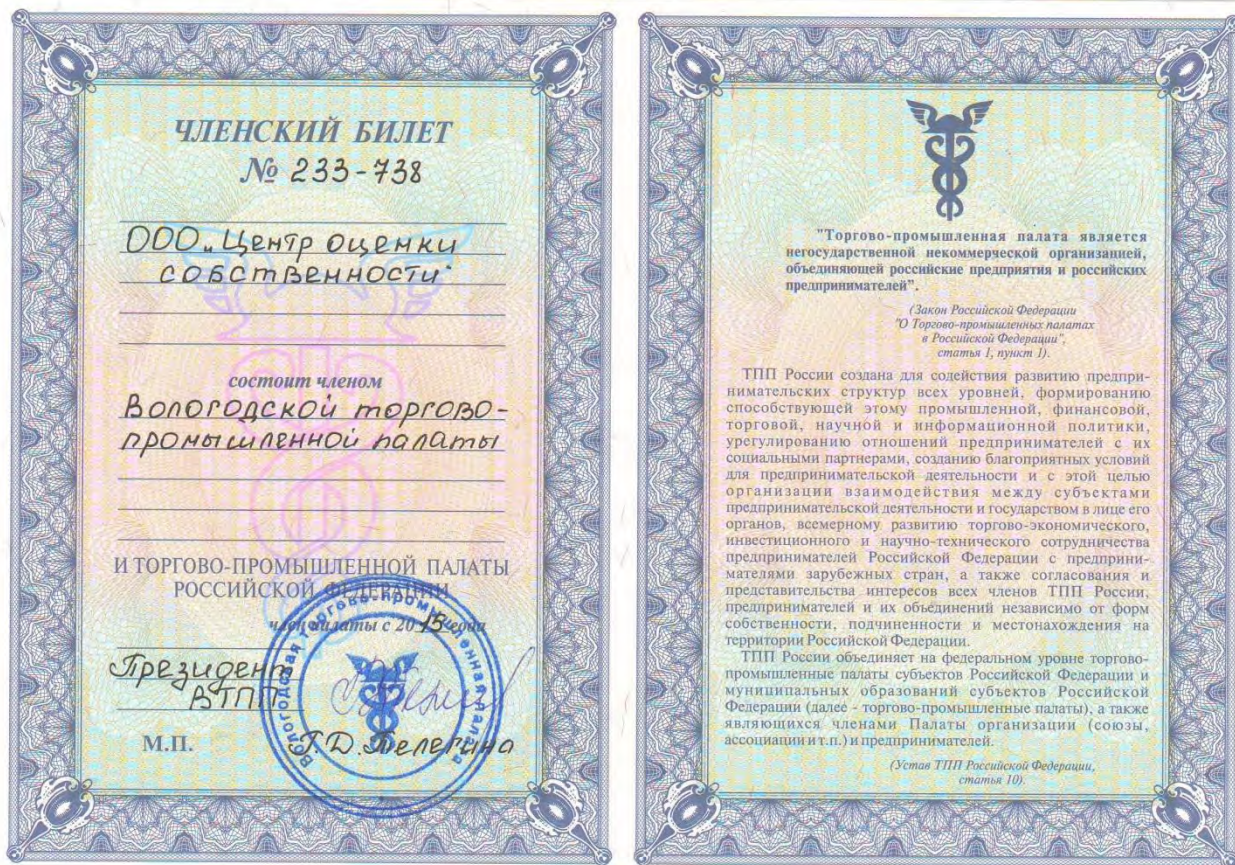 ЧЛЕНСКИЙ БИЛЕТ
№ 233-738
ООО "Центр оценки
собственности"
состоит членом
Вологодской торгово-
промышленной палаты
И ТОРГОВО-ПРОМЫШЛЕННОЙ ПАЛАТЫ
РОССИЙСКОЙ ФЕДЕРАЦИИ
член палаты с 2015 года
Президент
ВТПП
М.П.
Г.Д. Телегина
Вологодская торгово-промышленная палата
"Торгово-промышленная палата является
негосударственной некоммерческой организацией,
объединяющей российские предприятия и российских
предпринимателей".
(Закон Российской Федерации
"О Торгово-промышленных палатах
в Российской Федерации",
статья 1, пункт 1).
ТПП России создана для содействия развитию предпри-
нимательских структур всех уровней, формированию
способствующей этому промышленной, финансовой,
торговой, научной и информационной политики,
урегулированию отношений предпринимателей с их
социальными партнерами, созданию благоприятных условий
для предпринимательской деятельности и с этой целью
организации взаимодействия между субъектами
предпринимательской деятельности и государством в лице его
органов, всемерному развитию торгово-экономического,
инвестиционного и научно-технического сотрудничества
предпринимателей Российской Федерации с предприни-
мателями зарубежных стран, а также согласования и
представительства интересов всех членов ТПП России,
предпринимателей и их объединений независимо от форм
собственности, подчиненности и местонахождения на
территории Российской Федерации.
ТПП России объединяет на федеральном уровне торгово-
промышленные палаты субъектов Российской Федерации и
муниципальных образований субъектов Российской
Федерации (далее - торгово-промышленные палаты), а также
являющихся членами Палаты организации (союзы,
ассоциации и т.п.) и предпринимателей.
(Устав ТПП Российской Федерации,
статья 10).